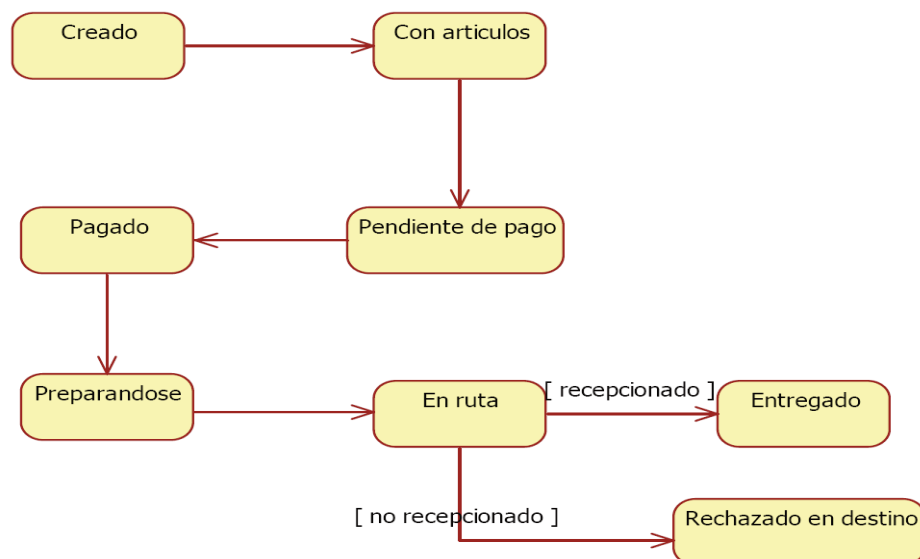 Creado
Con articulos
Pagado
Pendiente de pago
Preparandose
En ruta
[ recepcionado ]
Entregado
[ no recepcionado ]
Rechazado en destino